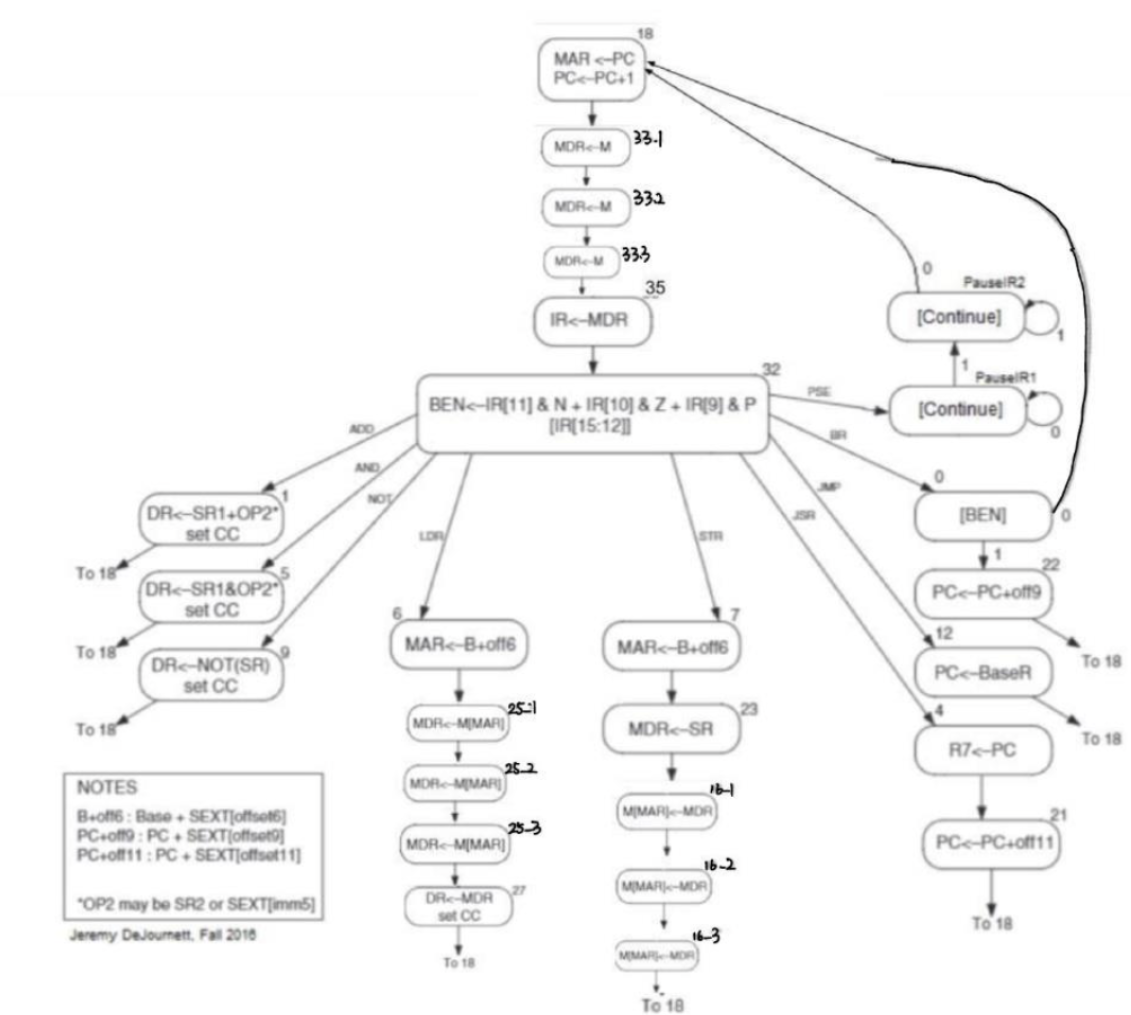 18
MAR <-PC
PC<-PC+1
MDR<-M
33-1
MDR<-M
33.2
MDR<-M
333
35
IR<-MDR
32
BEN<-IR[11] & N + IR[10] & Z + IR[9] & P
[IR[15:12]]
0
PauseIR2
[Continue]
1
1
PauseIR1
[Continue]
0
PSE
BR
JMP
JSR
ADD
AND
NOT
LDR
STR
1
DR<-SR1+OP2*
set CC
To 18
5
DR<-SR1&OP2*
set CC
To 18
9
DR<-NOT(SR)
set CC
To 18
6
MAR<-B+off6
MDR<-M[MAR]
25-1
MDR<-M[MAR]
25-2
MDR<-M[MAR]
25-3
27
DR<-MDR
set CC
To 18
7
MAR<-B+off6
23
MDR<-SR
16-1
M[MAR]<-MDR
16-2
M[MAR]<-MDR
16-3
M[MAR]<-MDR
To 18
0
[BEN]
0
1
22
PC<-PC+off9
To 18
12
PC<-BaseR
To 18
4
R7<-PC
21
PC<-PC+off11
To 18
NOTES
B+off6 : Base + SEXT[offset6]
PC+off9 : PC + SEXT[offset9]
PC+off11 : PC + SEXT[offset11]
*OP2 may be SR2 or SEXT[imm5]
Jeremy DeJournett, Fall 2016